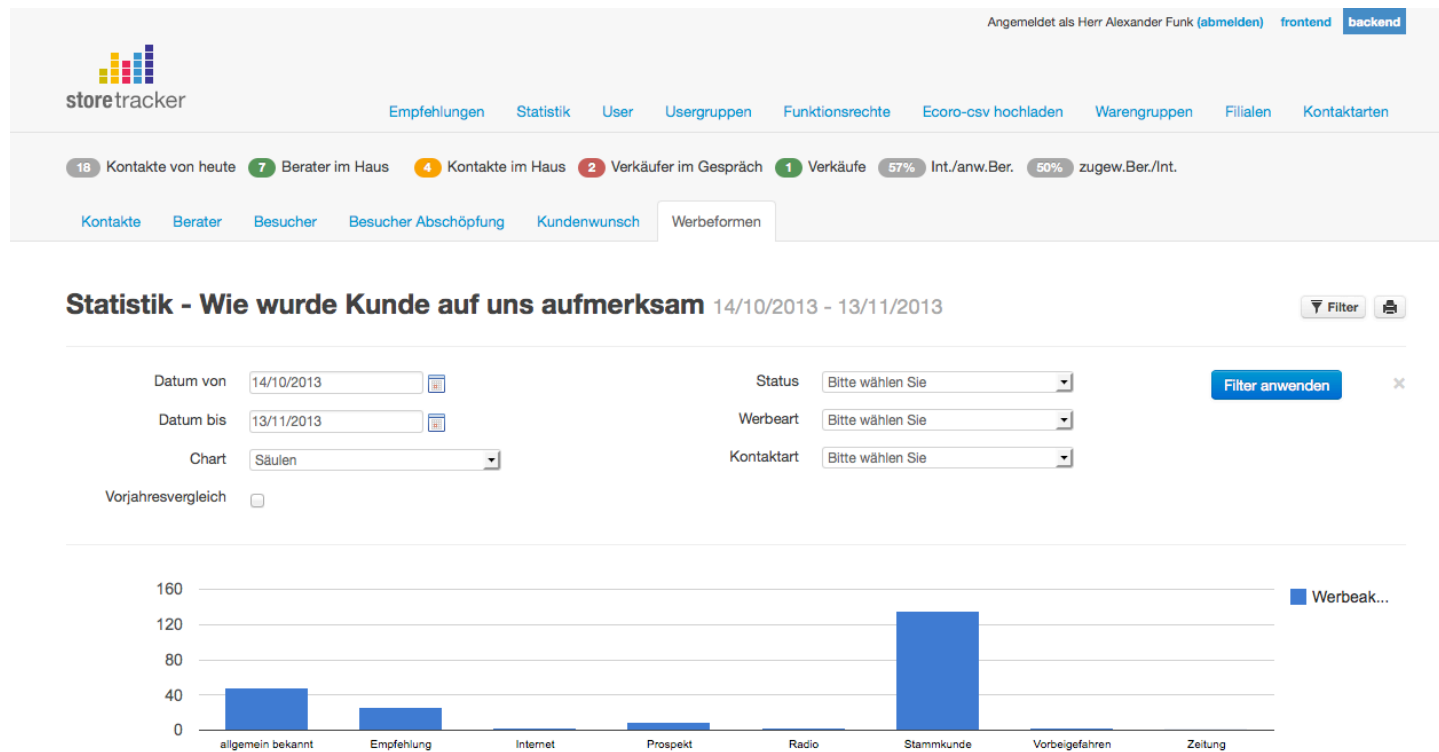 Angemeldet als Herr Alexander Funk (abmelden) frontend backend
storetracker
Empfehlungen Statistik User Usergruppen Funktionsrechte Ecoro-csv hochladen Warengruppen Filialen Kontaktarten
18 Kontakte von heute 7 Berater im Haus 4 Kontakte im Haus 2 Verkäufer im Gespräch 1 Verkäufe 57% Int./anw.Ber. 50% zugew.Ber./Int.
Kontakte Berater Besucher Besucher Abschöpfung Kundenwunsch Werbeformen
Statistik - Wie wurde Kunde auf uns aufmerksam 14/10/2013 - 13/11/2013 Filter
Datum von 14/10/2013 Status Bitte wählen Sie Filter anwenden ×
Datum bis 13/11/2013 Werbeart Bitte wählen Sie
Chart Säulen Kontaktart Bitte wählen Sie
Vorjahresvergleich
160
Werbeak...
120
80
40
0
allgemein bekannt Empfehlung Internet Prospekt Radio Stammkunde Vorbeigefahren Zeitung